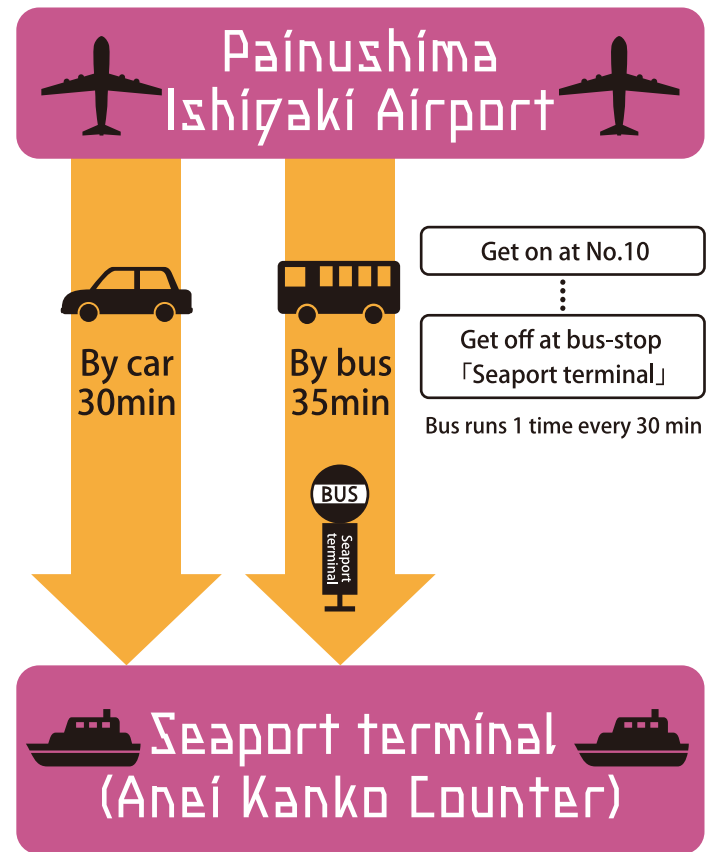 Painushima
Ishigaki Airport
By car
30min
By bus
35min
Get on at No.10
Get off at bus-stop
「Seaport terminal」
Bus runs 1 time every 30 min
BUS
Seaport
terminal
Seaport terminal
(Anei Kanko Counter)